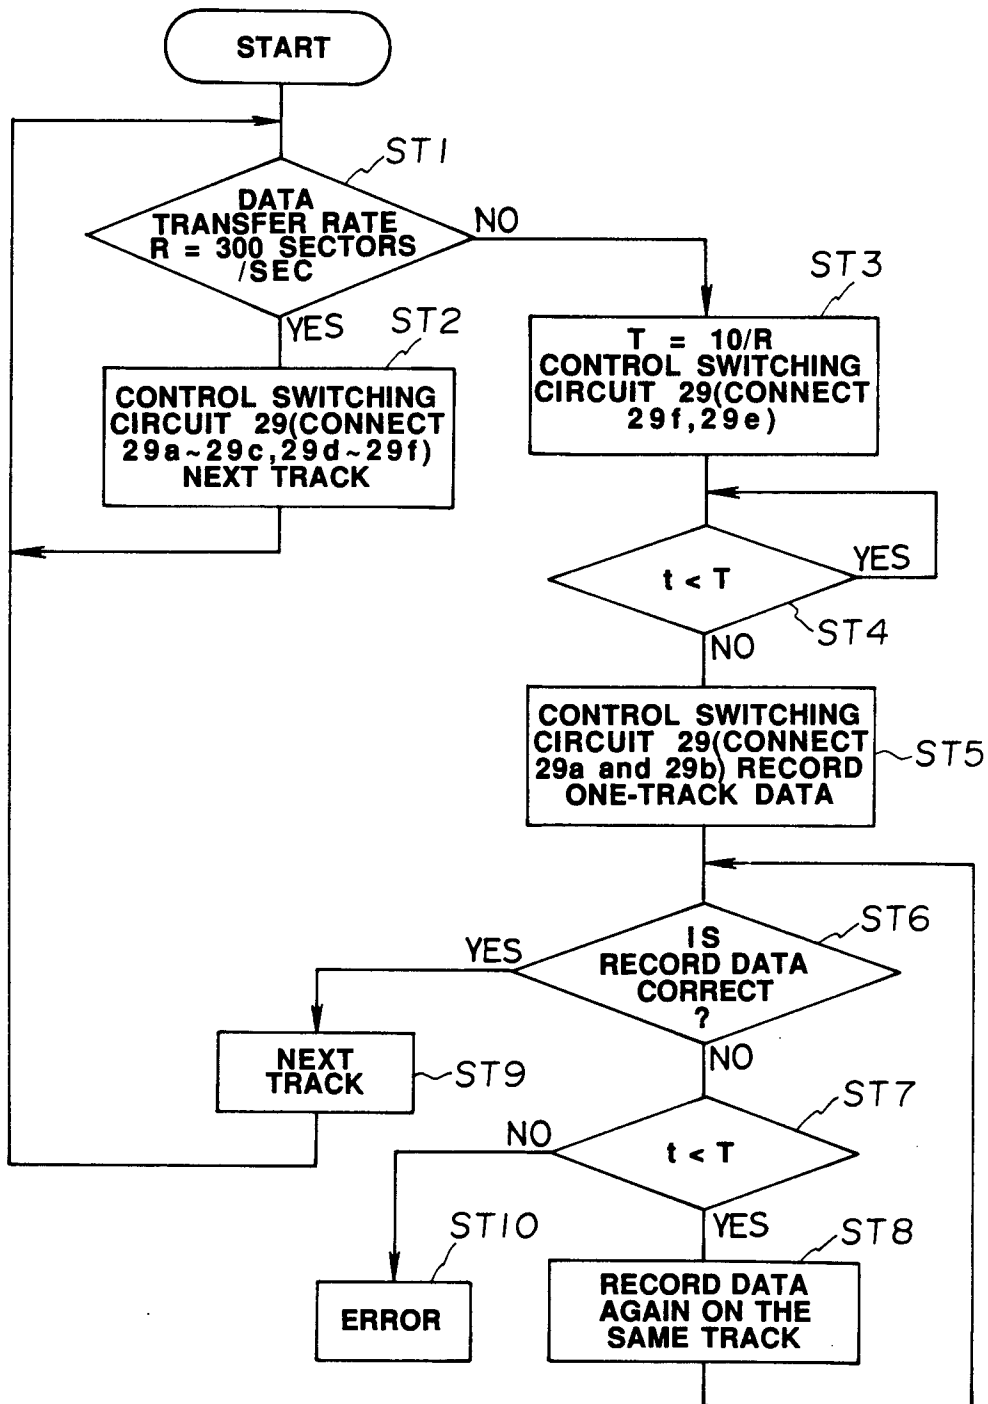 START
ST1
DATA
TRANSFER RATE
R = 300 SECTORS
/SEC
NO
YES
ST2
CONTROL SWITCHING
CIRCUIT 29(CONNECT
29a~29c,29d~29f)
NEXT TRACK
ST3
T = 10/R
CONTROL SWITCHING
CIRCUIT 29(CONNECT
29f,29e)
t < T
YES
ST4
NO
CONTROL SWITCHING
CIRCUIT 29(CONNECT
29a and 29b) RECORD
ONE-TRACK DATA
ST5
ST6
IS
RECORD DATA
CORRECT
?
YES
NO
NEXT
TRACK
ST9
ST7
t < T
NO
YES
ST10
ERROR
ST8
RECORD DATA
AGAIN ON THE
SAME TRACK